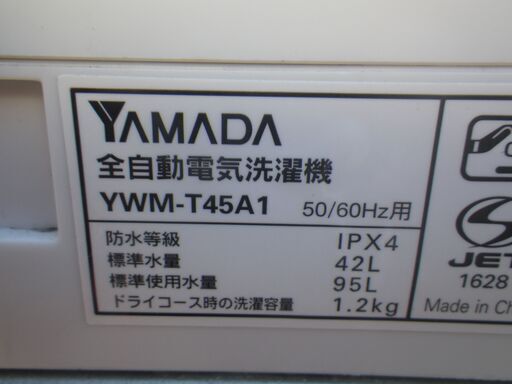 YAMADA
全自動電気洗濯機
YWM-T45A1 50/60Hz用
防水等級 IPX4
標準水量 42L
標準使用水量 95L
ドライコース時の洗濯容量 1.2kg
JET
1628
Made in Ch